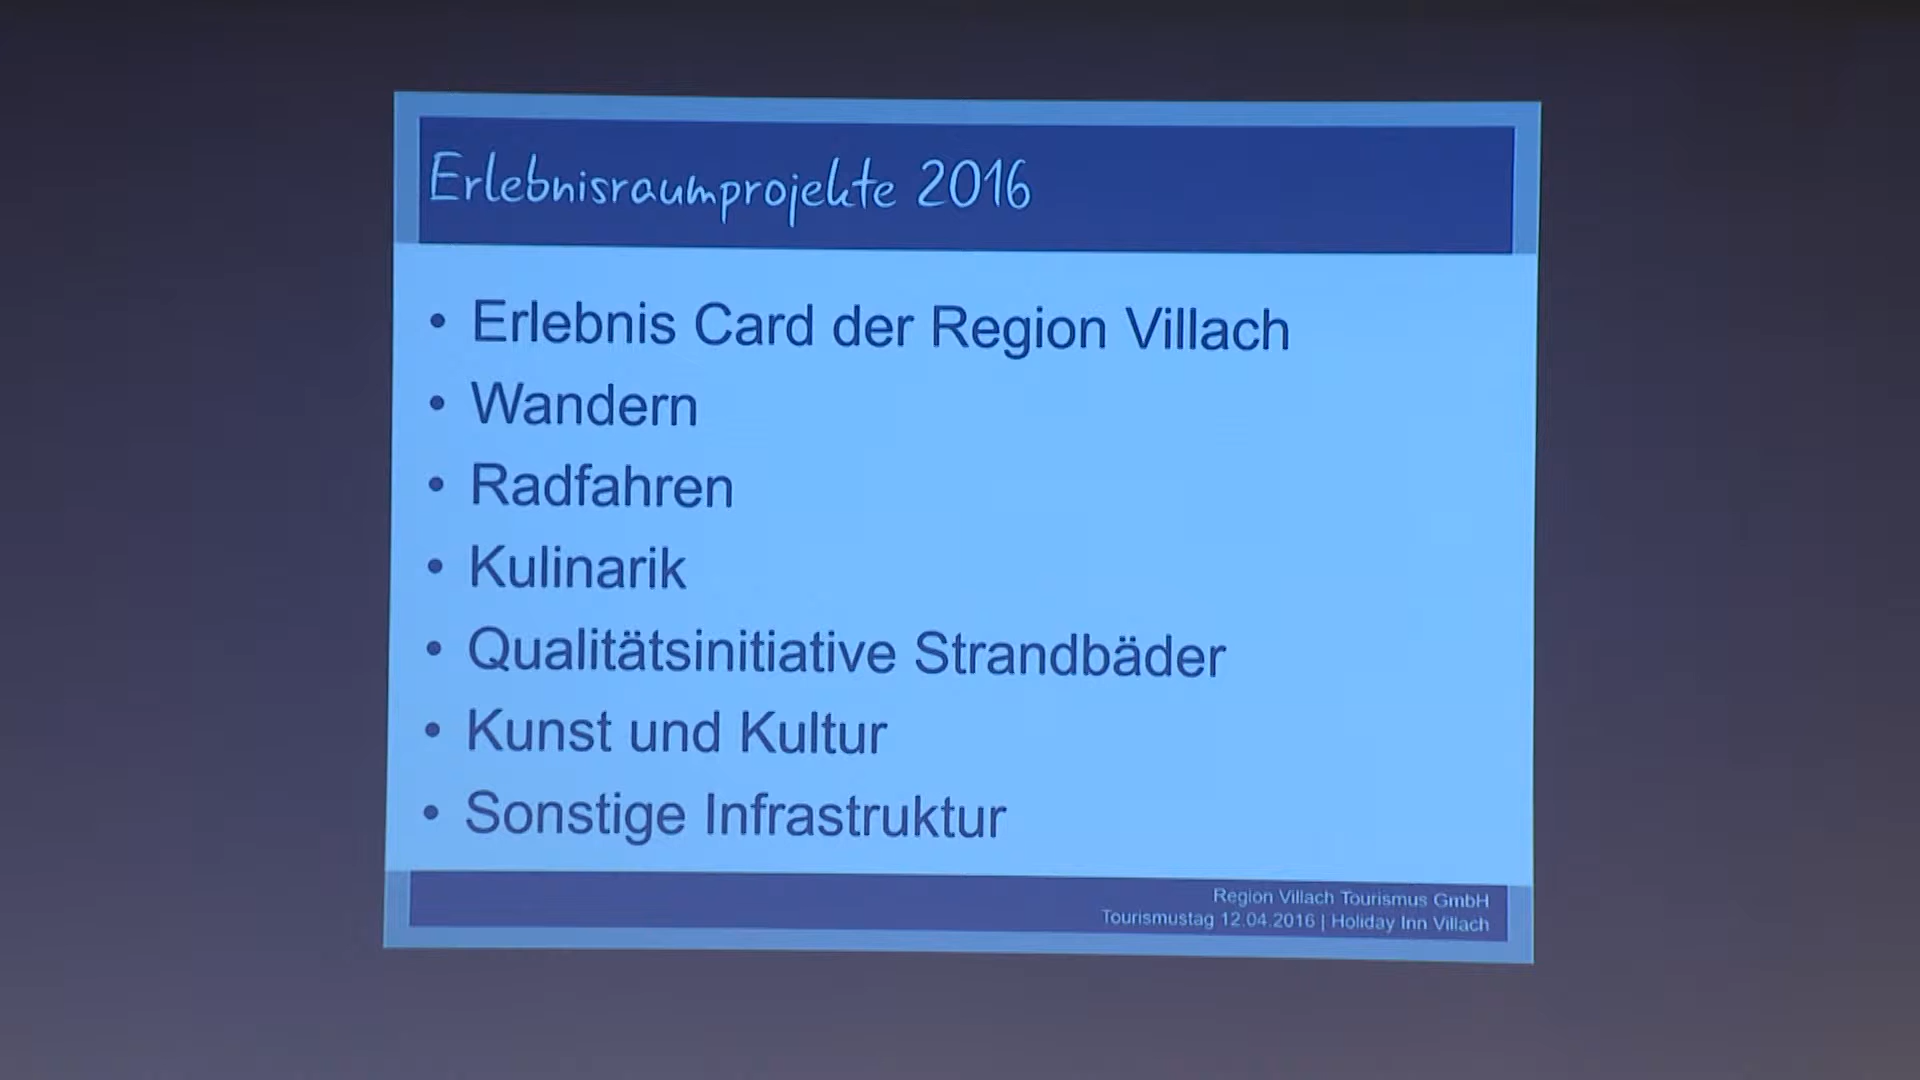 Erlebnisraumprojekte 2016
• Erlebnis Card der Region Villach
• Wandern
• Radfahren
• Kulinarik
• Qualitätsinitiative Strandbäder
• Kunst und Kultur
• Sonstige Infrastruktur
Region Villach Tourismus GmbH
Tourismustag 12.04.2016 | Holiday Inn Villach